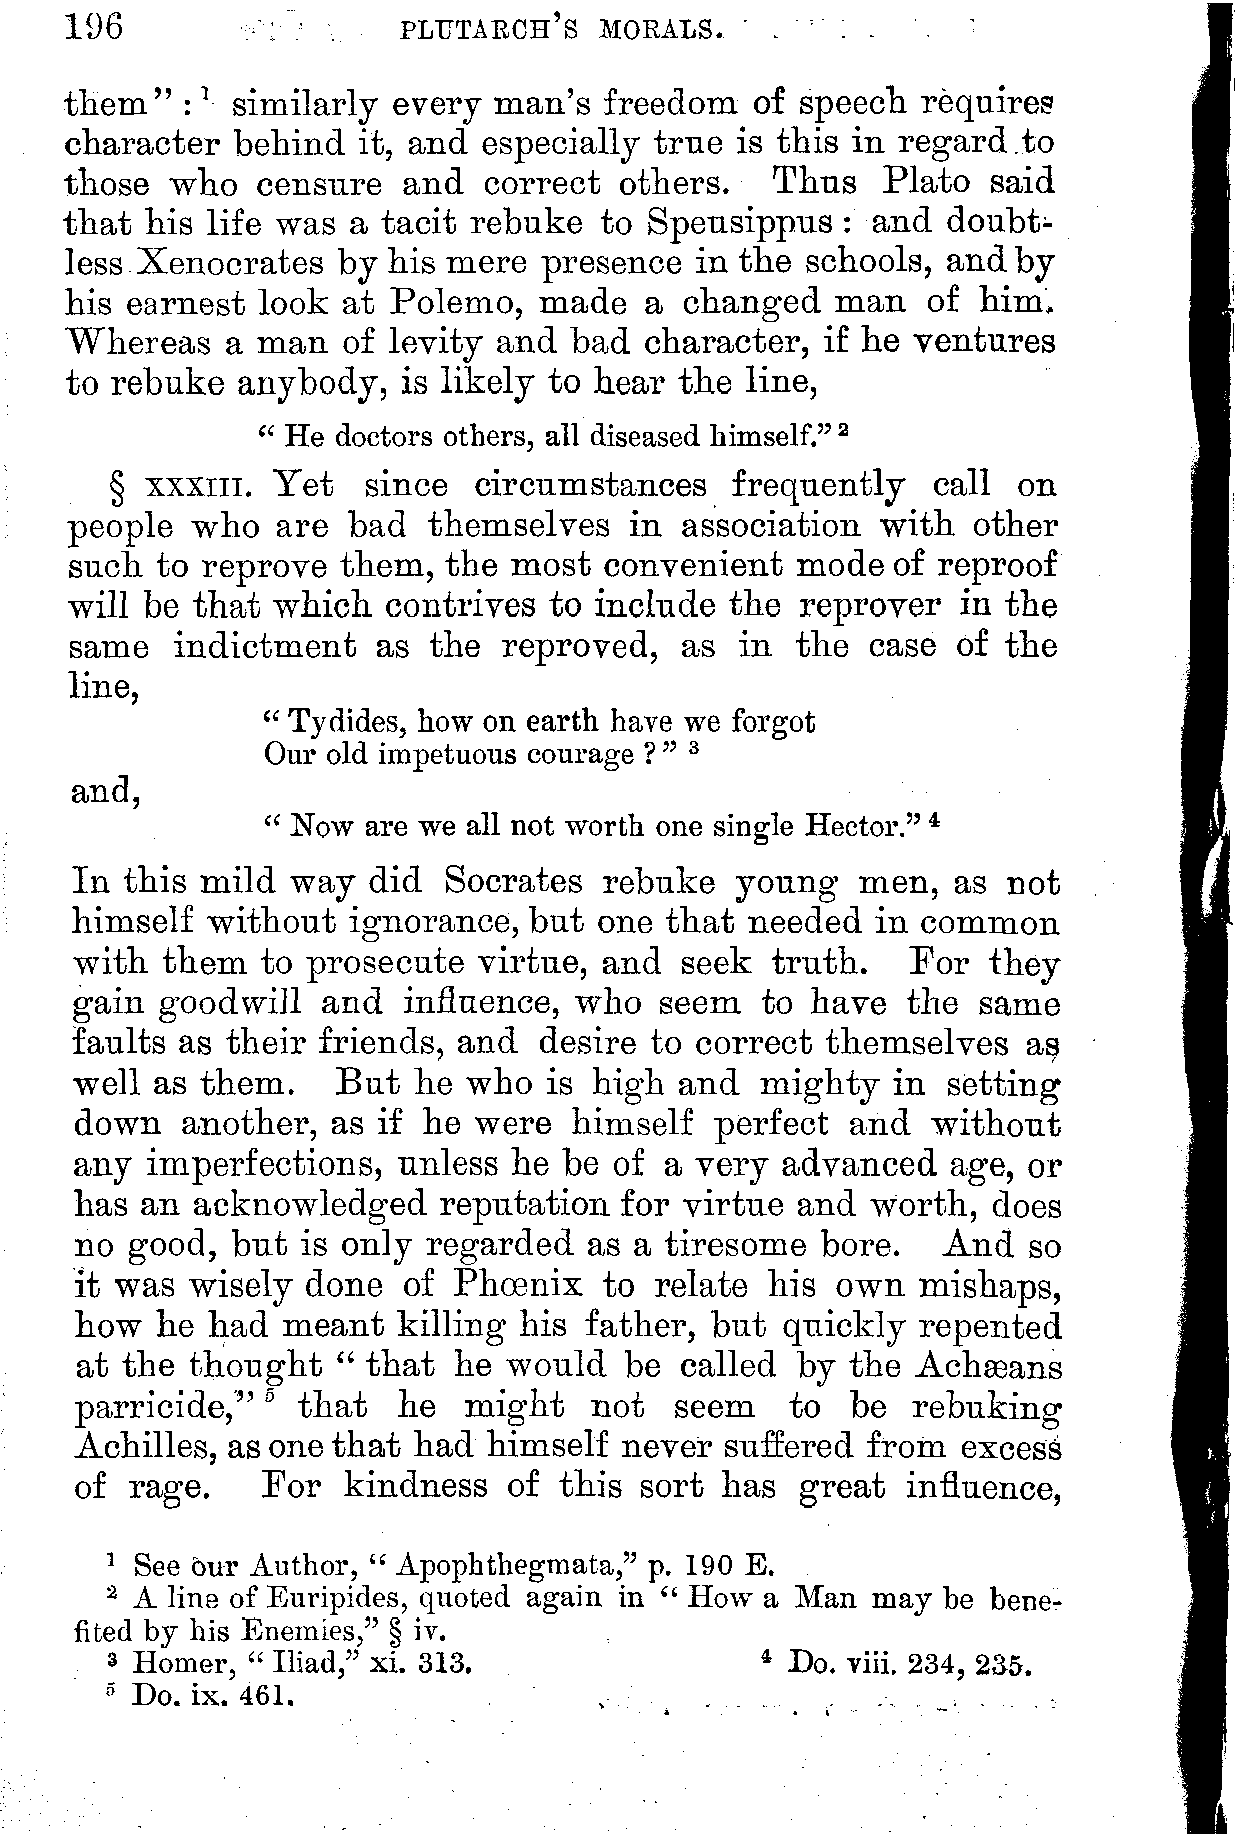 196 PLUTARCH'S MORALS.
them" :¹ similarly every man's freedom of speech requires
character behind it, and especially true is this in regard to
those who censure and correct others. Thus Plato said
that his life was a tacit rebuke to Speusippus : and doubt-
less Xenocrates by his mere presence in the schools, and by
his earnest look at Polemo, made a changed man of him.
Whereas a man of levity and bad character, if he ventures
to rebuke anybody, is likely to hear the line,
" He doctors others, all diseased himself." ²
§ XXXIII. Yet since circumstances frequently call on
people who are bad themselves in association with other
such to reprove them, the most convenient mode of reproof
will be that which contrives to include the reprover in the
same indictment as the reproved, as in the case of the
line,
" Tydides, how on earth have we forgot
Our old impetuous courage ? " ³
and,
" Now are we all not worth one single Hector." ⁴
In this mild way did Socrates rebuke young men, as not
himself without ignorance, but one that needed in common
with them to prosecute virtue, and seek truth. For they
gain goodwill and influence, who seem to have the same
faults as their friends, and desire to correct themselves as
well as them. But he who is high and mighty in setting
down another, as if he were himself perfect and without
any imperfections, unless he be of a very advanced age, or
has an acknowledged reputation for virtue and worth, does
no good, but is only regarded as a tiresome bore. And so
it was wisely done of Phœnix to relate his own mishaps,
how he had meant killing his father, but quickly repented
at the thought " that he would be called by the Achæans
parricide," ⁵ that he might not seem to be rebuking
Achilles, as one that had himself never suffered from excess
of rage. For kindness of this sort has great influence,
¹ See our Author, " Apophthegmata," p. 190 E.
² A line of Euripides, quoted again in " How a Man may be bene-
fited by his Enemies," § iv.
³ Homer, " Iliad," xi. 313. ⁴ Do. viii. 234, 235.
⁵ Do. ix. 461.